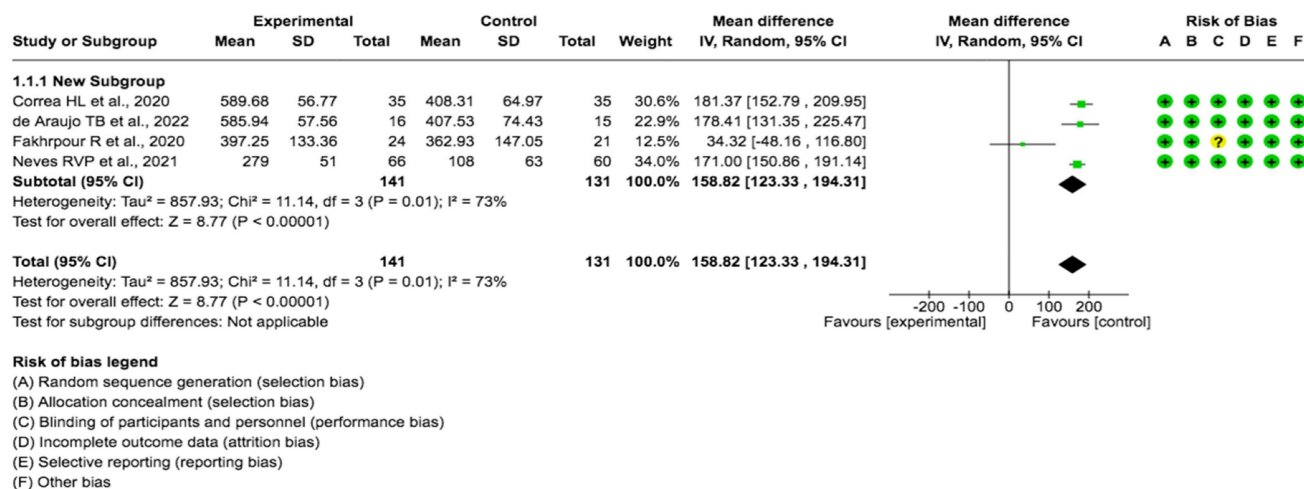 Experimental Control Mean difference Mean difference Risk of Bias
Study or Subgroup Mean SD Total Mean SD Total Weight IV, Random, 95% CI IV, Random, 95% CI A B C D E F
1.1.1 New Subgroup
Correa HL et al., 2020 589.68 56.77 35 408.31 64.97 35 30.6% 181.37 [152.79 , 209.95] + + + + + +
de Araujo TB et al., 2022 585.94 57.56 16 407.53 74.43 15 22.9% 178.41 [131.35 , 225.47] + + + + + +
Fakhrpour R et al., 2020 397.25 133.36 24 362.93 147.05 21 12.5% 34.32 [-48.16 , 116.80] + + ? + + +
Neves RVP et al., 2021 279 51 66 108 63 60 34.0% 171.00 [150.86 , 191.14] + + + + + +
Subtotal (95% CI) 141 131 100.0% 158.82 [123.33 , 194.31]
Heterogeneity: Tau² = 857.93; Chi² = 11.14, df = 3 (P = 0.01); I² = 73%
Test for overall effect: Z = 8.77 (P < 0.00001)
Total (95% CI) 141 131 100.0% 158.82 [123.33 , 194.31]
Heterogeneity: Tau² = 857.93; Chi² = 11.14, df = 3 (P = 0.01); I² = 73%
Test for overall effect: Z = 8.77 (P < 0.00001)
-200 -100 0 100 200
Test for subgroup differences: Not applicable
Favours [experimental] Favours [control]
Risk of bias legend
(A) Random sequence generation (selection bias)
(B) Allocation concealment (selection bias)
(C) Blinding of participants and personnel (performance bias)
(D) Incomplete outcome data (attrition bias)
(E) Selective reporting (reporting bias)
(F) Other bias